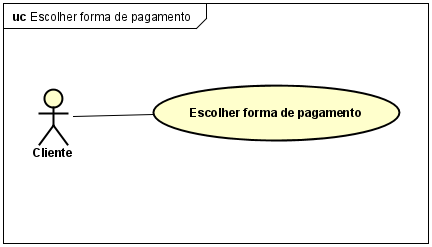 uc Escolher forma de pagamento
Escolher forma de pagamento
Cliente